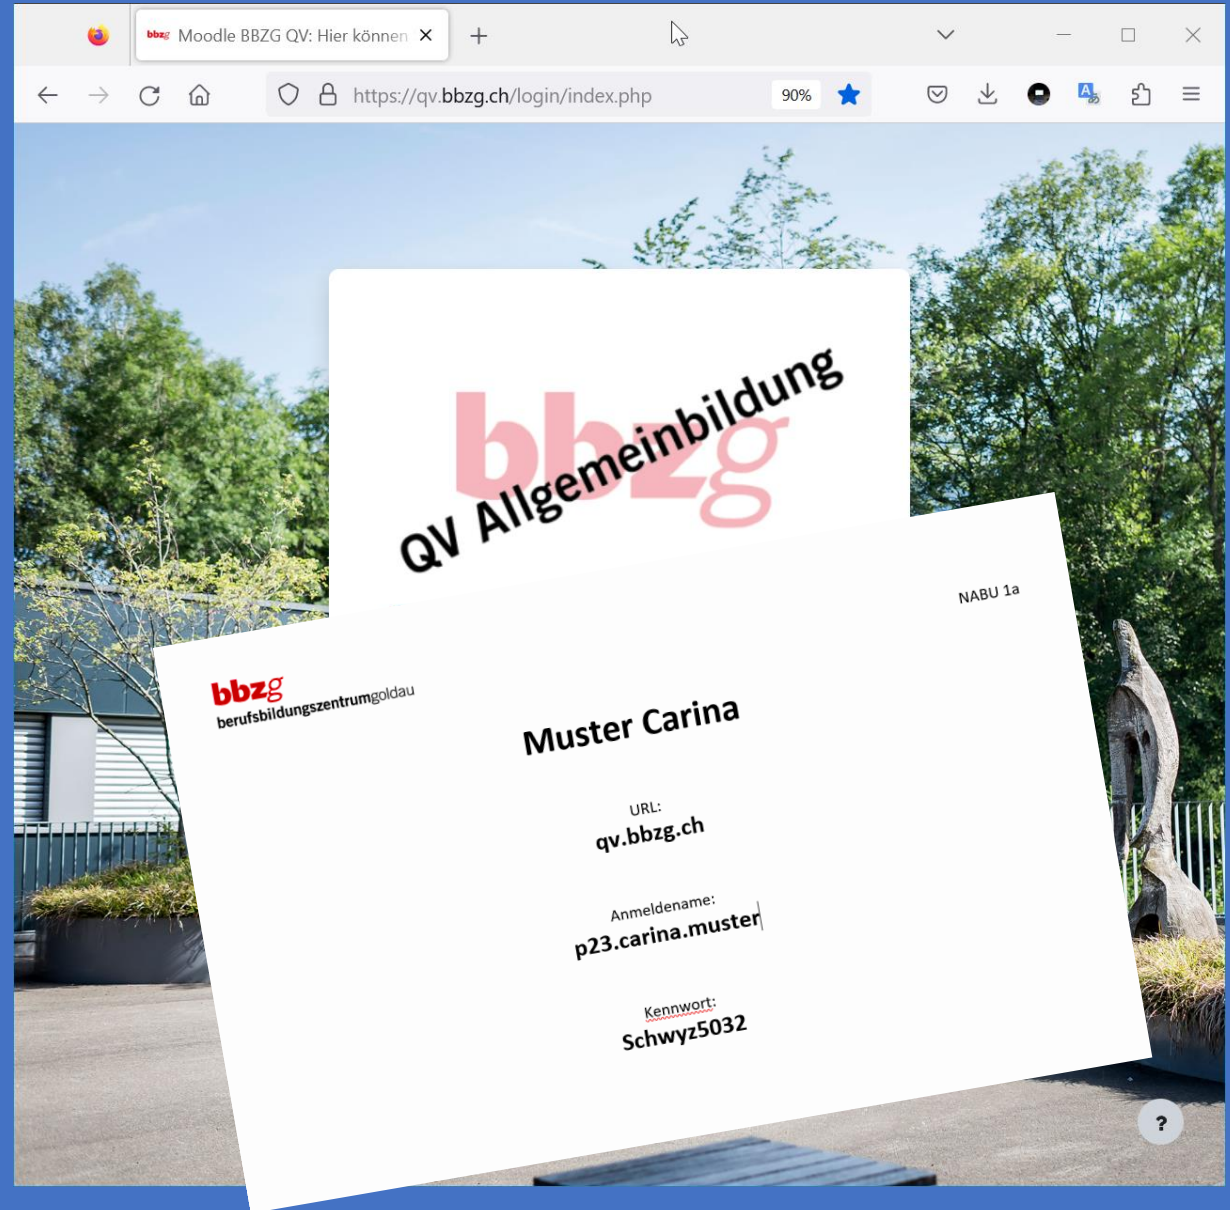 bbzg Moodle BBZG QV: Hier können
https://qv.bbzg.ch/login/index.php 90%
bbzg
QV Allgemeinbildung
NABU 1a
bbzg
berufsbildungszentrumgoldau
Muster Carina
URL:
qv.bbzg.ch
Anmeldename:
p23.carina.muster
Kennwort:
Schwyz5032
?